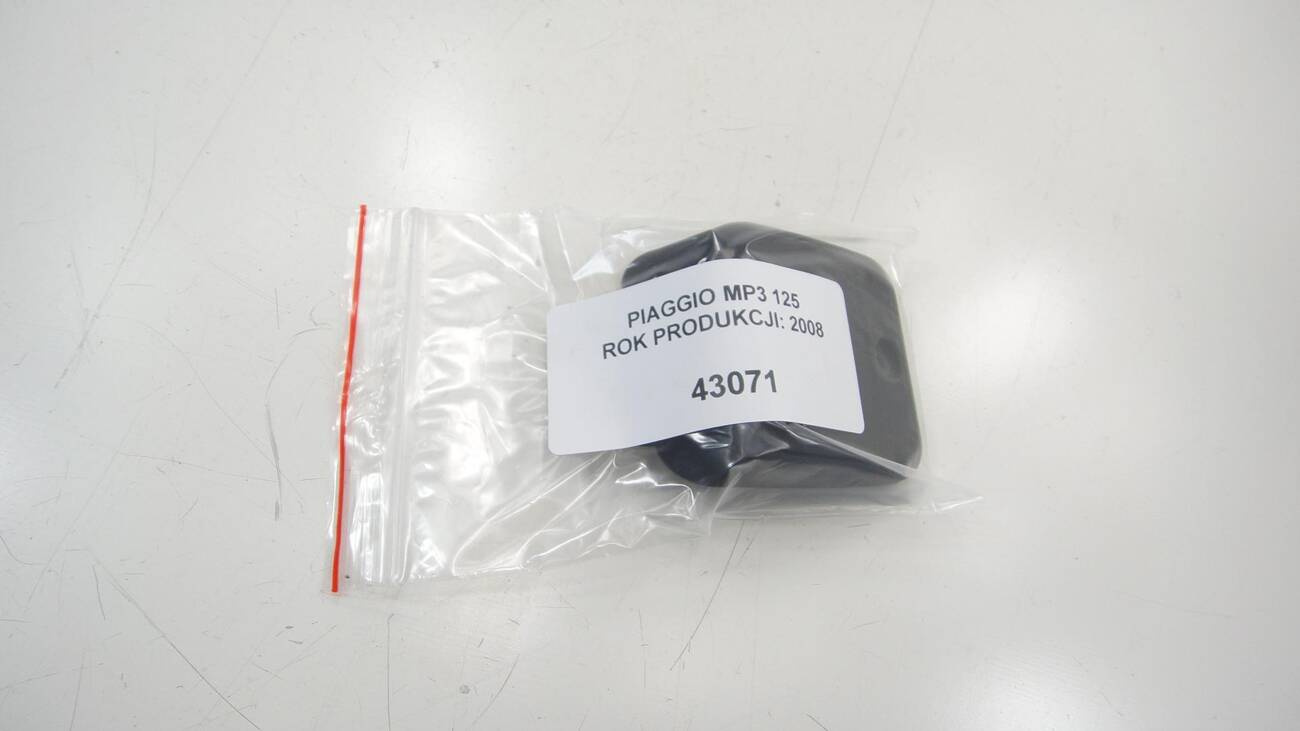 PIAGGIO MP3 125
ROK PRODUKCJI: 2008
43071